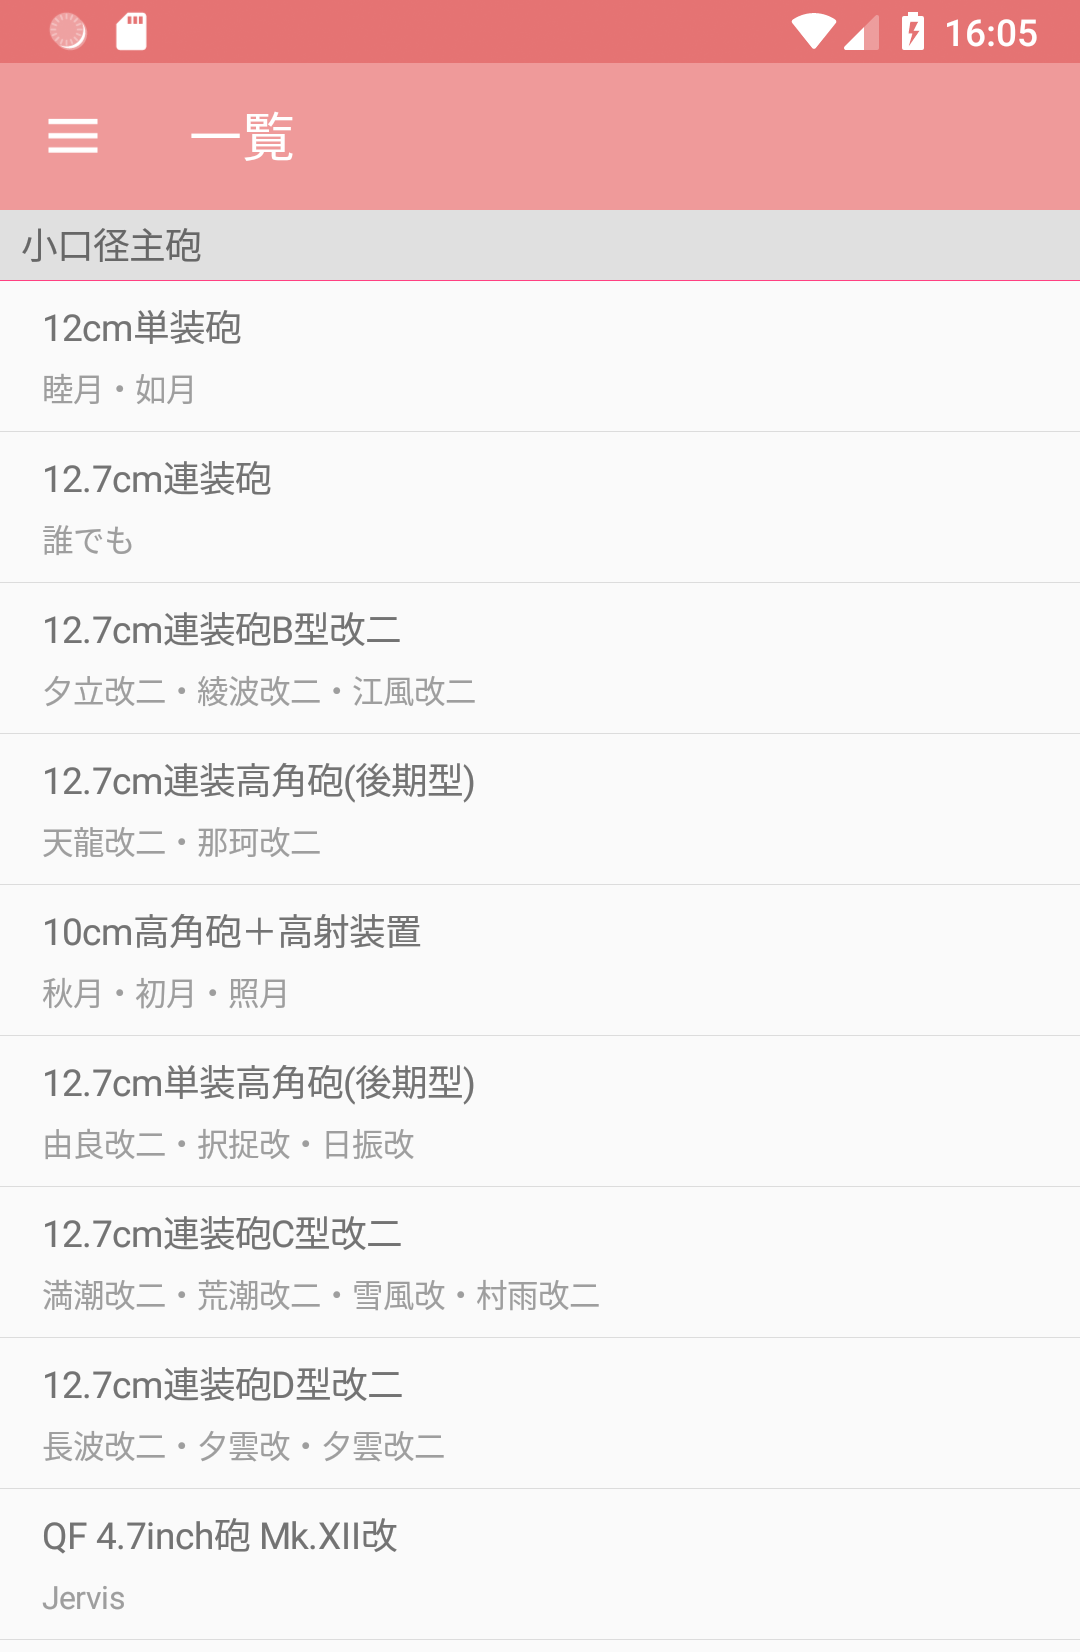 16:05
一覧
小口径主砲
12cm単装砲
睦月・如月
12.7cm連装砲
誰でも
12.7cm連装砲B型改二
夕立改二・綾波改二・江風改二
12.7cm連装高角砲(後期型)
天龍改二・那珂改二
10cm高角砲＋高射装置
秋月・初月・照月
12.7cm単装高角砲(後期型)
由良改二・択捉改・日振改
12.7cm連装砲C型改二
満潮改二・荒潮改二・雪風改・村雨改二
12.7cm連装砲D型改二
長波改二・夕雲改・夕雲改二
QF 4.7inch砲 Mk.XII改
Jervis